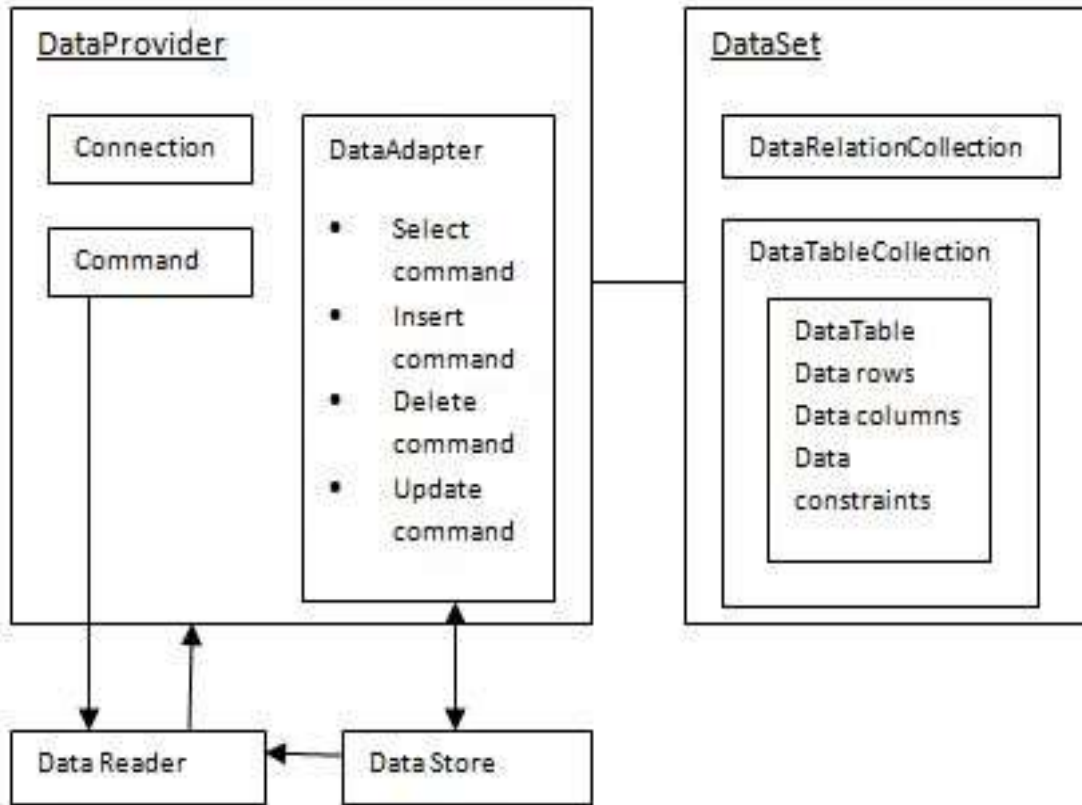 DataProvider
Connection
Command
DataAdapter
• Select
command
• Insert
command
• Delete
command
• Update
command
DataSet
DataRelationCollection
DataTableCollection
DataTable
Data rows
Data columns
Data
constraints
Data Reader
Data Store